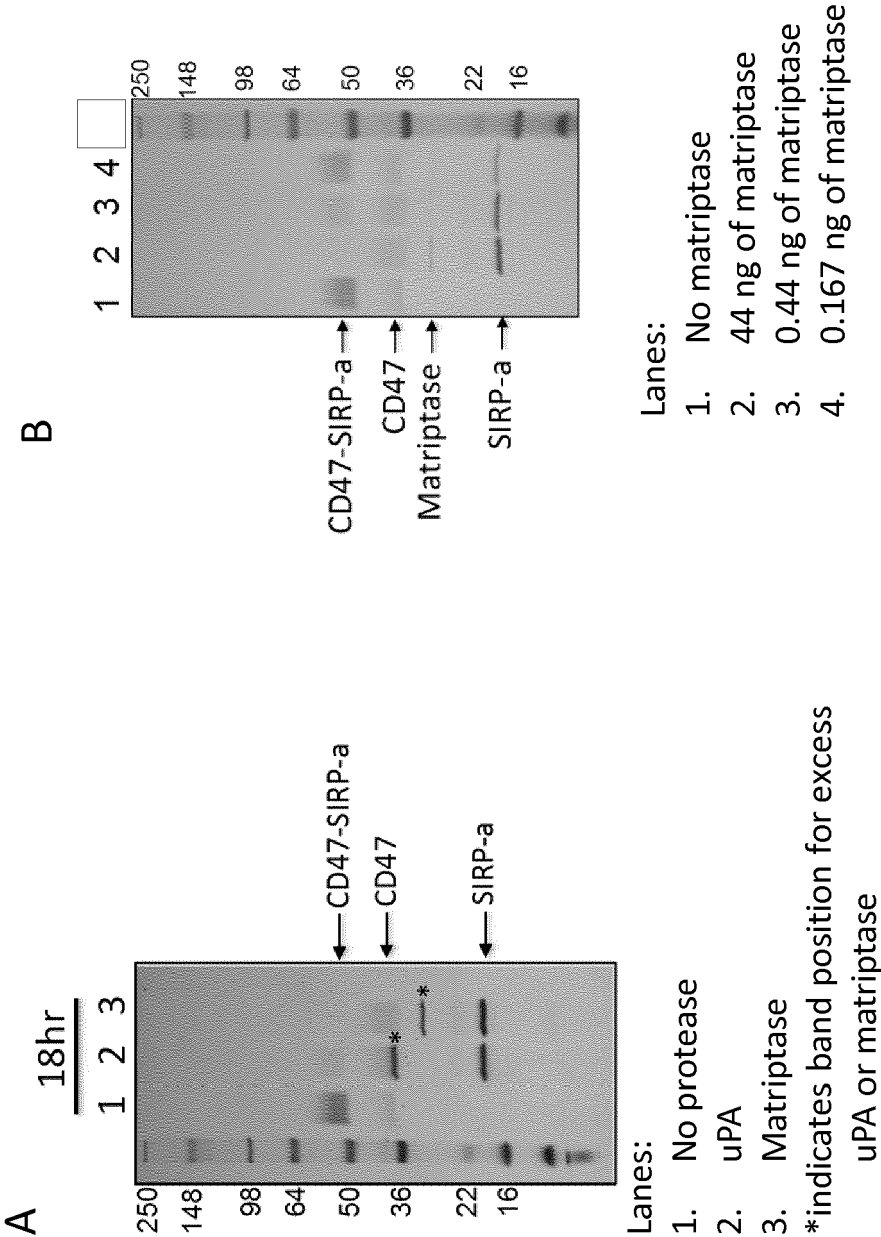 A
18hr
1 2 3
250
148
98
64
50
36
22
16
CD47-SIRP-a
CD47
SIRP-a
*
*
Lanes:
1. No protease
2. uPA
3. Matriptase
*indicates band position for excess
uPA or matriptase
B
1 2 3 4
CD47-SIRP-a
CD47
Matriptase
SIRP-a
250
148
98
64
50
36
22
16
Lanes:
1. No matriptase
2. 44 ng of matriptase
3. 0.44 ng of matriptase
4. 0.167 ng of matriptase